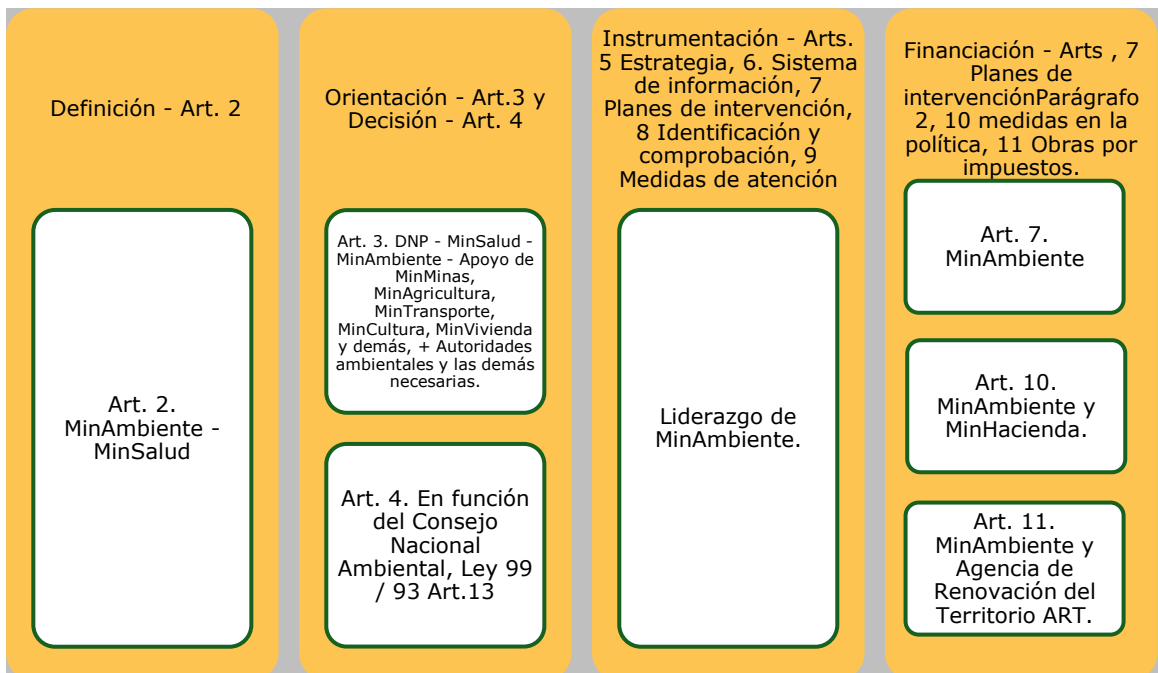 Definición - Art. 2
Art. 2.
MinAmbiente -
MinSalud
Orientación - Art.3 y
Decisión - Art. 4
Art. 3. DNP - MinSalud -
MinAmbiente - Apoyo de
MinMinas,
MinAgricultura,
MinTransporte,
MinCultura, MinVivienda
y demás, + Autoridades
ambientales y las demás
necesarias.
Art. 4. En función
del Consejo
Nacional
Ambiental, Ley 99
/ 93 Art.13
Instrumentación - Arts.
5 Estrategia, 6. Sistema
de información, 7
Planes de intervención,
8 Identificación y
comprobación, 9
Medidas de atención
Liderazgo de
MinAmbiente.
Financiación - Arts , 7
Planes de
intervenciónParágrafo
2, 10 medidas en la
política, 11 Obras por
impuestos.
Art. 7.
MinAmbiente
Art. 10.
MinAmbiente y
MinHacienda.
Art. 11.
MinAmbiente y
Agencia de
Renovación del
Territorio ART.